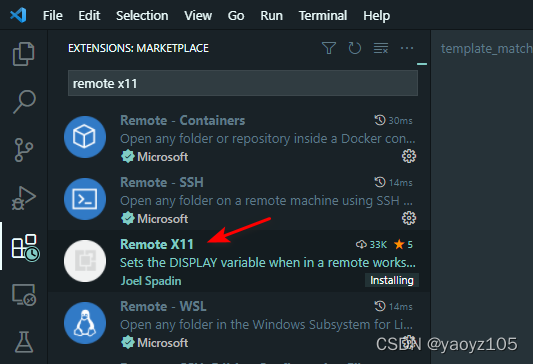 File Edit Selection View Go Run Terminal Help
EXTENSIONS: MARKETPLACE
template_match
remote x11
Remote - Containers 30ms
Open any folder or repository inside a Docker con...
Microsoft
Remote - SSH 14ms
Open any folder on a remote machine using SSH ...
Microsoft
Remote X11 33K 5
Sets the DISPLAY variable when in a remote works...
Joel Spadin Installing
Remote - WSL 14ms
Open any folder in the Windows Subsystem for Li...
Microsoft
CSDN @yaoyz105